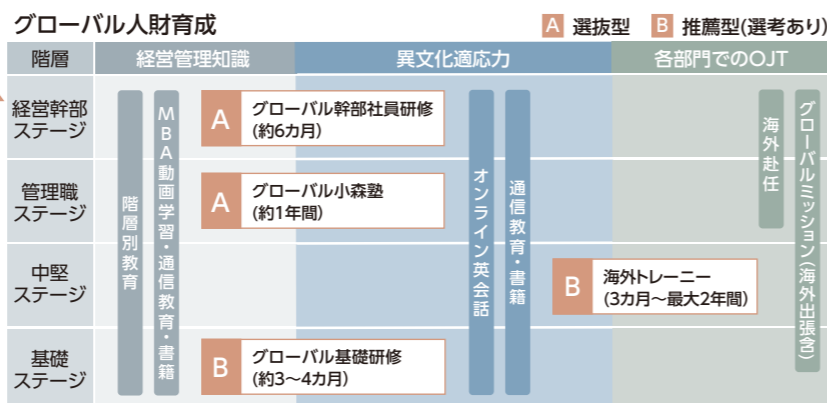 グローバル人財育成
A 選抜型 B 推薦型(選考あり)
階層 経営管理知識 異文化適応力 各部門でのOJT
経営幹部
ステージ
管理職
ステージ
中堅
ステージ
基礎
ステージ
階層別教育
MBA動画学習・通信教育・書籍
A グローバル幹部社員研修
(約6カ月)
A グローバル小森塾
(約1年間)
B グローバル基礎研修
(約3〜4カ月)
オンライン英会話
通信教育・書籍
B 海外トレーニー
(3カ月〜最大2年間)
海外赴任
グローバルミッション(海外出張含)